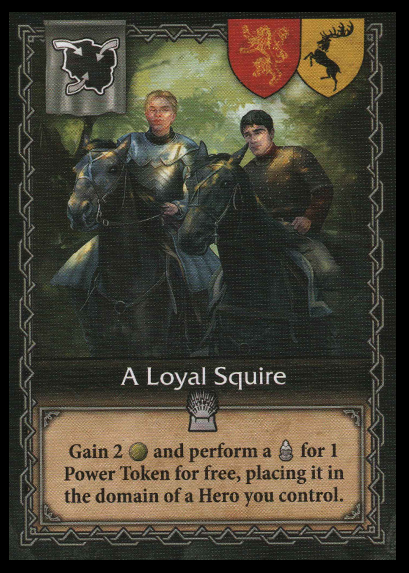 A Loyal Squire
Gain 2 and perform a for 1
Power Token for free, placing it in
the domain of a Hero you control.